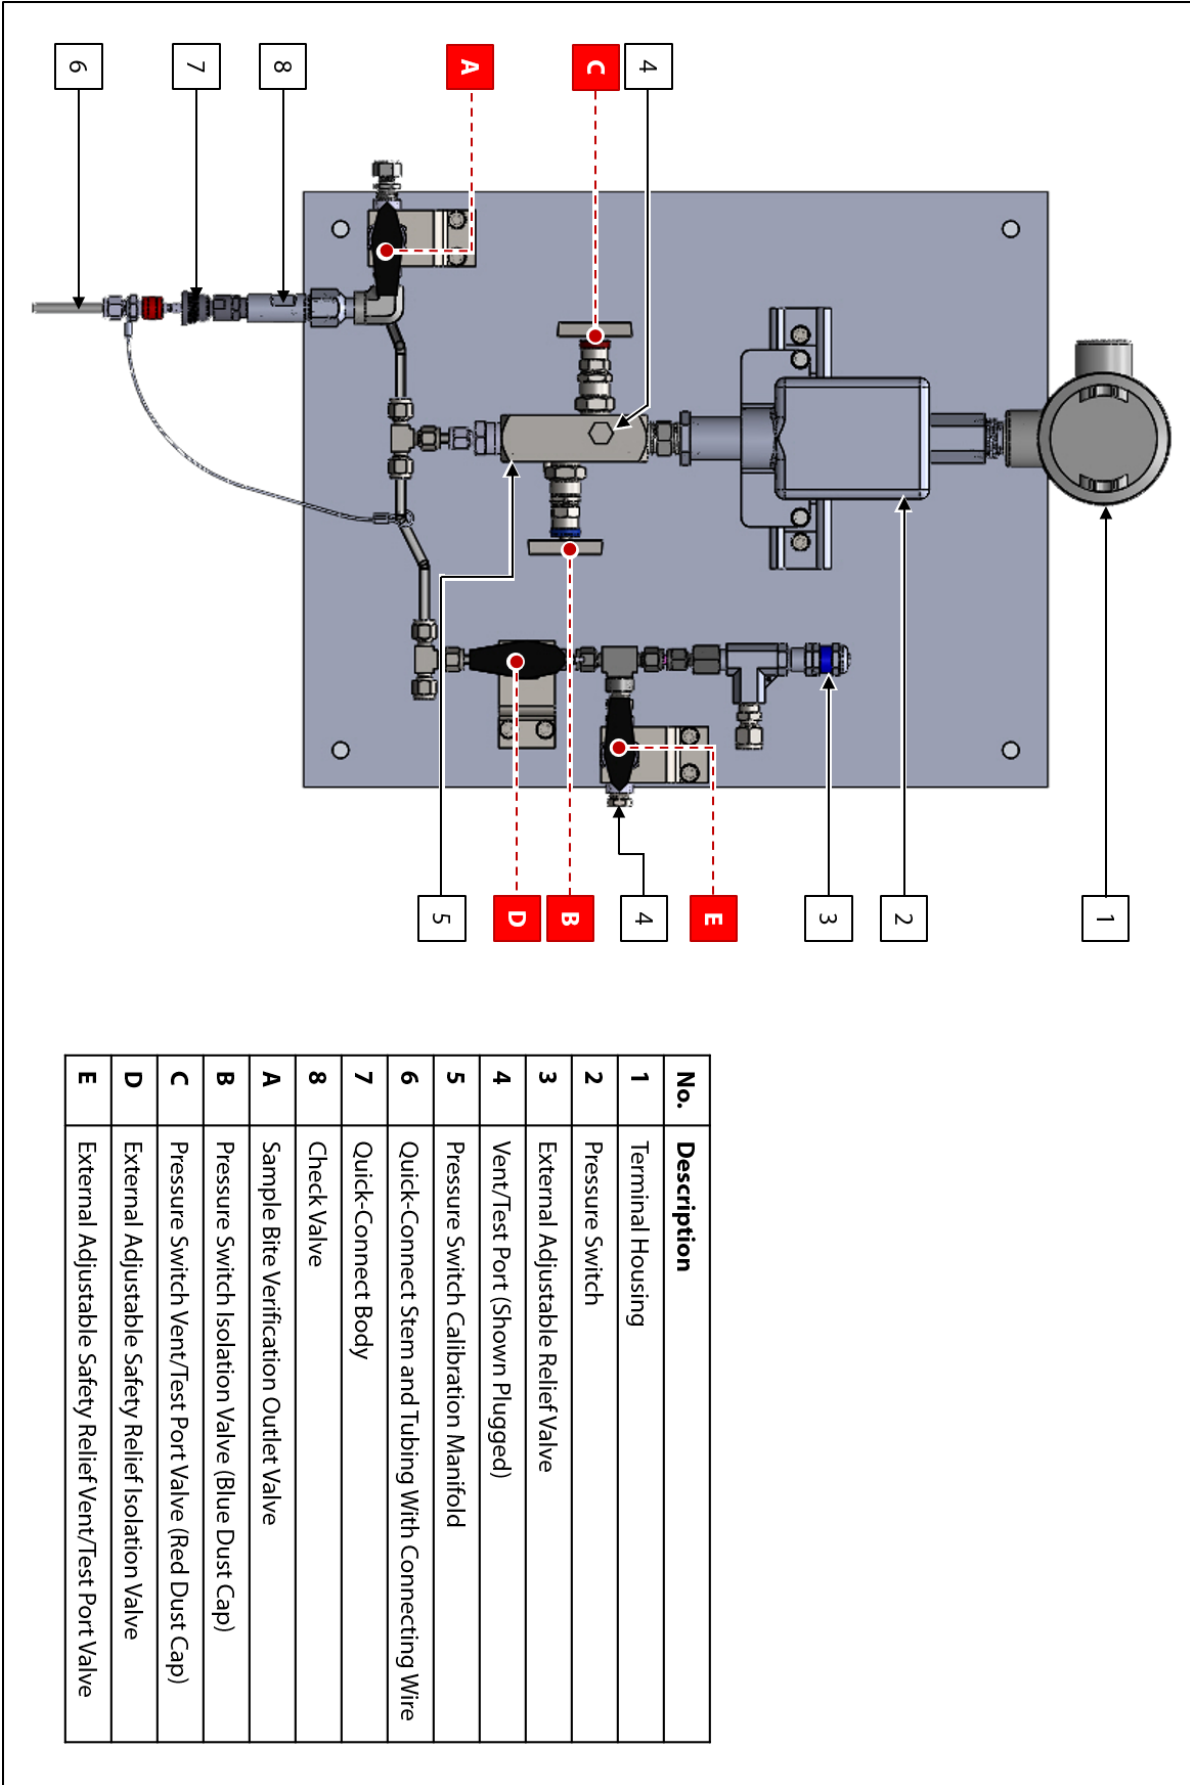 1
2
3
E
4
4
C
B
D
A
5
8
7
6
No. Description
1 Terminal Housing
2 Pressure Switch
3 External Adjustable Relief Valve
4 Vent/Test Port (Shown Plugged)
5 Pressure Switch Calibration Manifold
6 Quick-Connect Stem and Tubing With Connecting Wire
7 Quick-Connect Body
8 Check Valve
A Sample Bite Verification Outlet Valve
B Pressure Switch Isolation Valve (Blue Dust Cap)
C Pressure Switch Vent/Test Port Valve (Red Dust Cap)
D External Adjustable Safety Relief Isolation Valve
E External Adjustable Safety Relief Vent/Test Port Valve